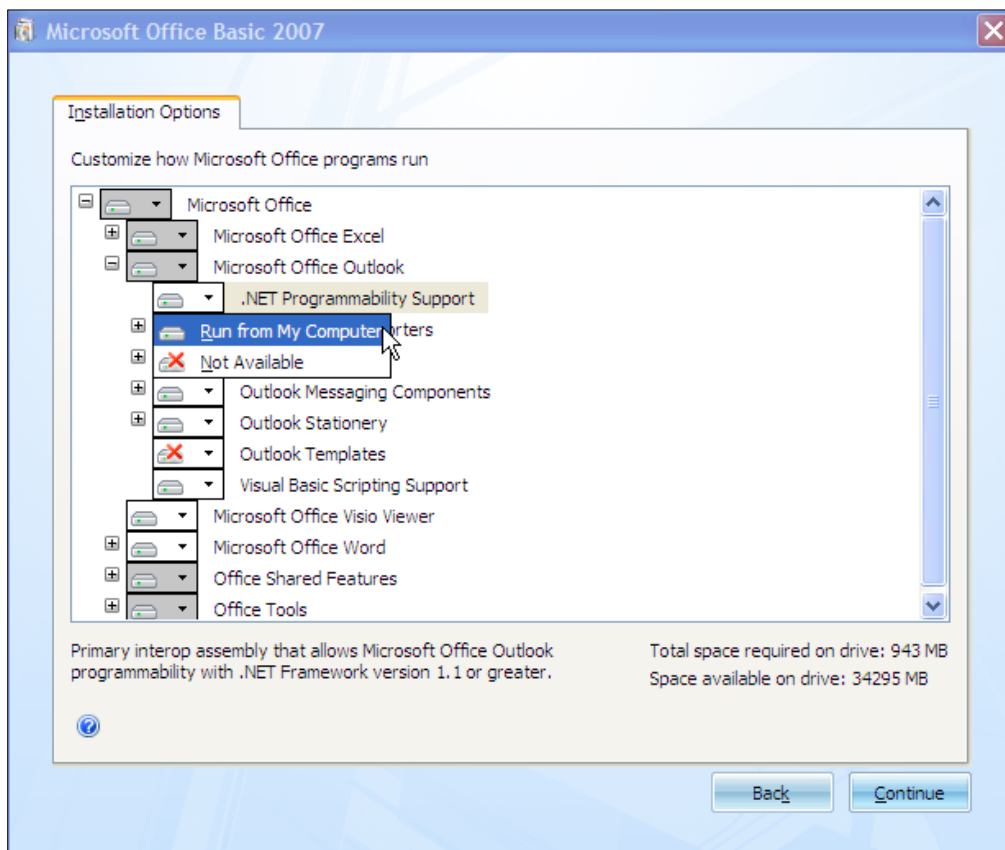 Microsoft Office Basic 2007
Installation Options
Customize how Microsoft Office programs run
Microsoft Office
Microsoft Office Excel
Microsoft Office Outlook
.NET Programmability Support
Run from My Computer
Not Available
Outlook Messaging Components
Outlook Stationery
Outlook Templates
Visual Basic Scripting Support
Microsoft Office Visio Viewer
Microsoft Office Word
Office Shared Features
Office Tools
Primary interop assembly that allows Microsoft Office Outlook
programmability with .NET Framework version 1.1 or greater.
Total space required on drive: 943 MB
Space available on drive: 34295 MB
Back
Continue